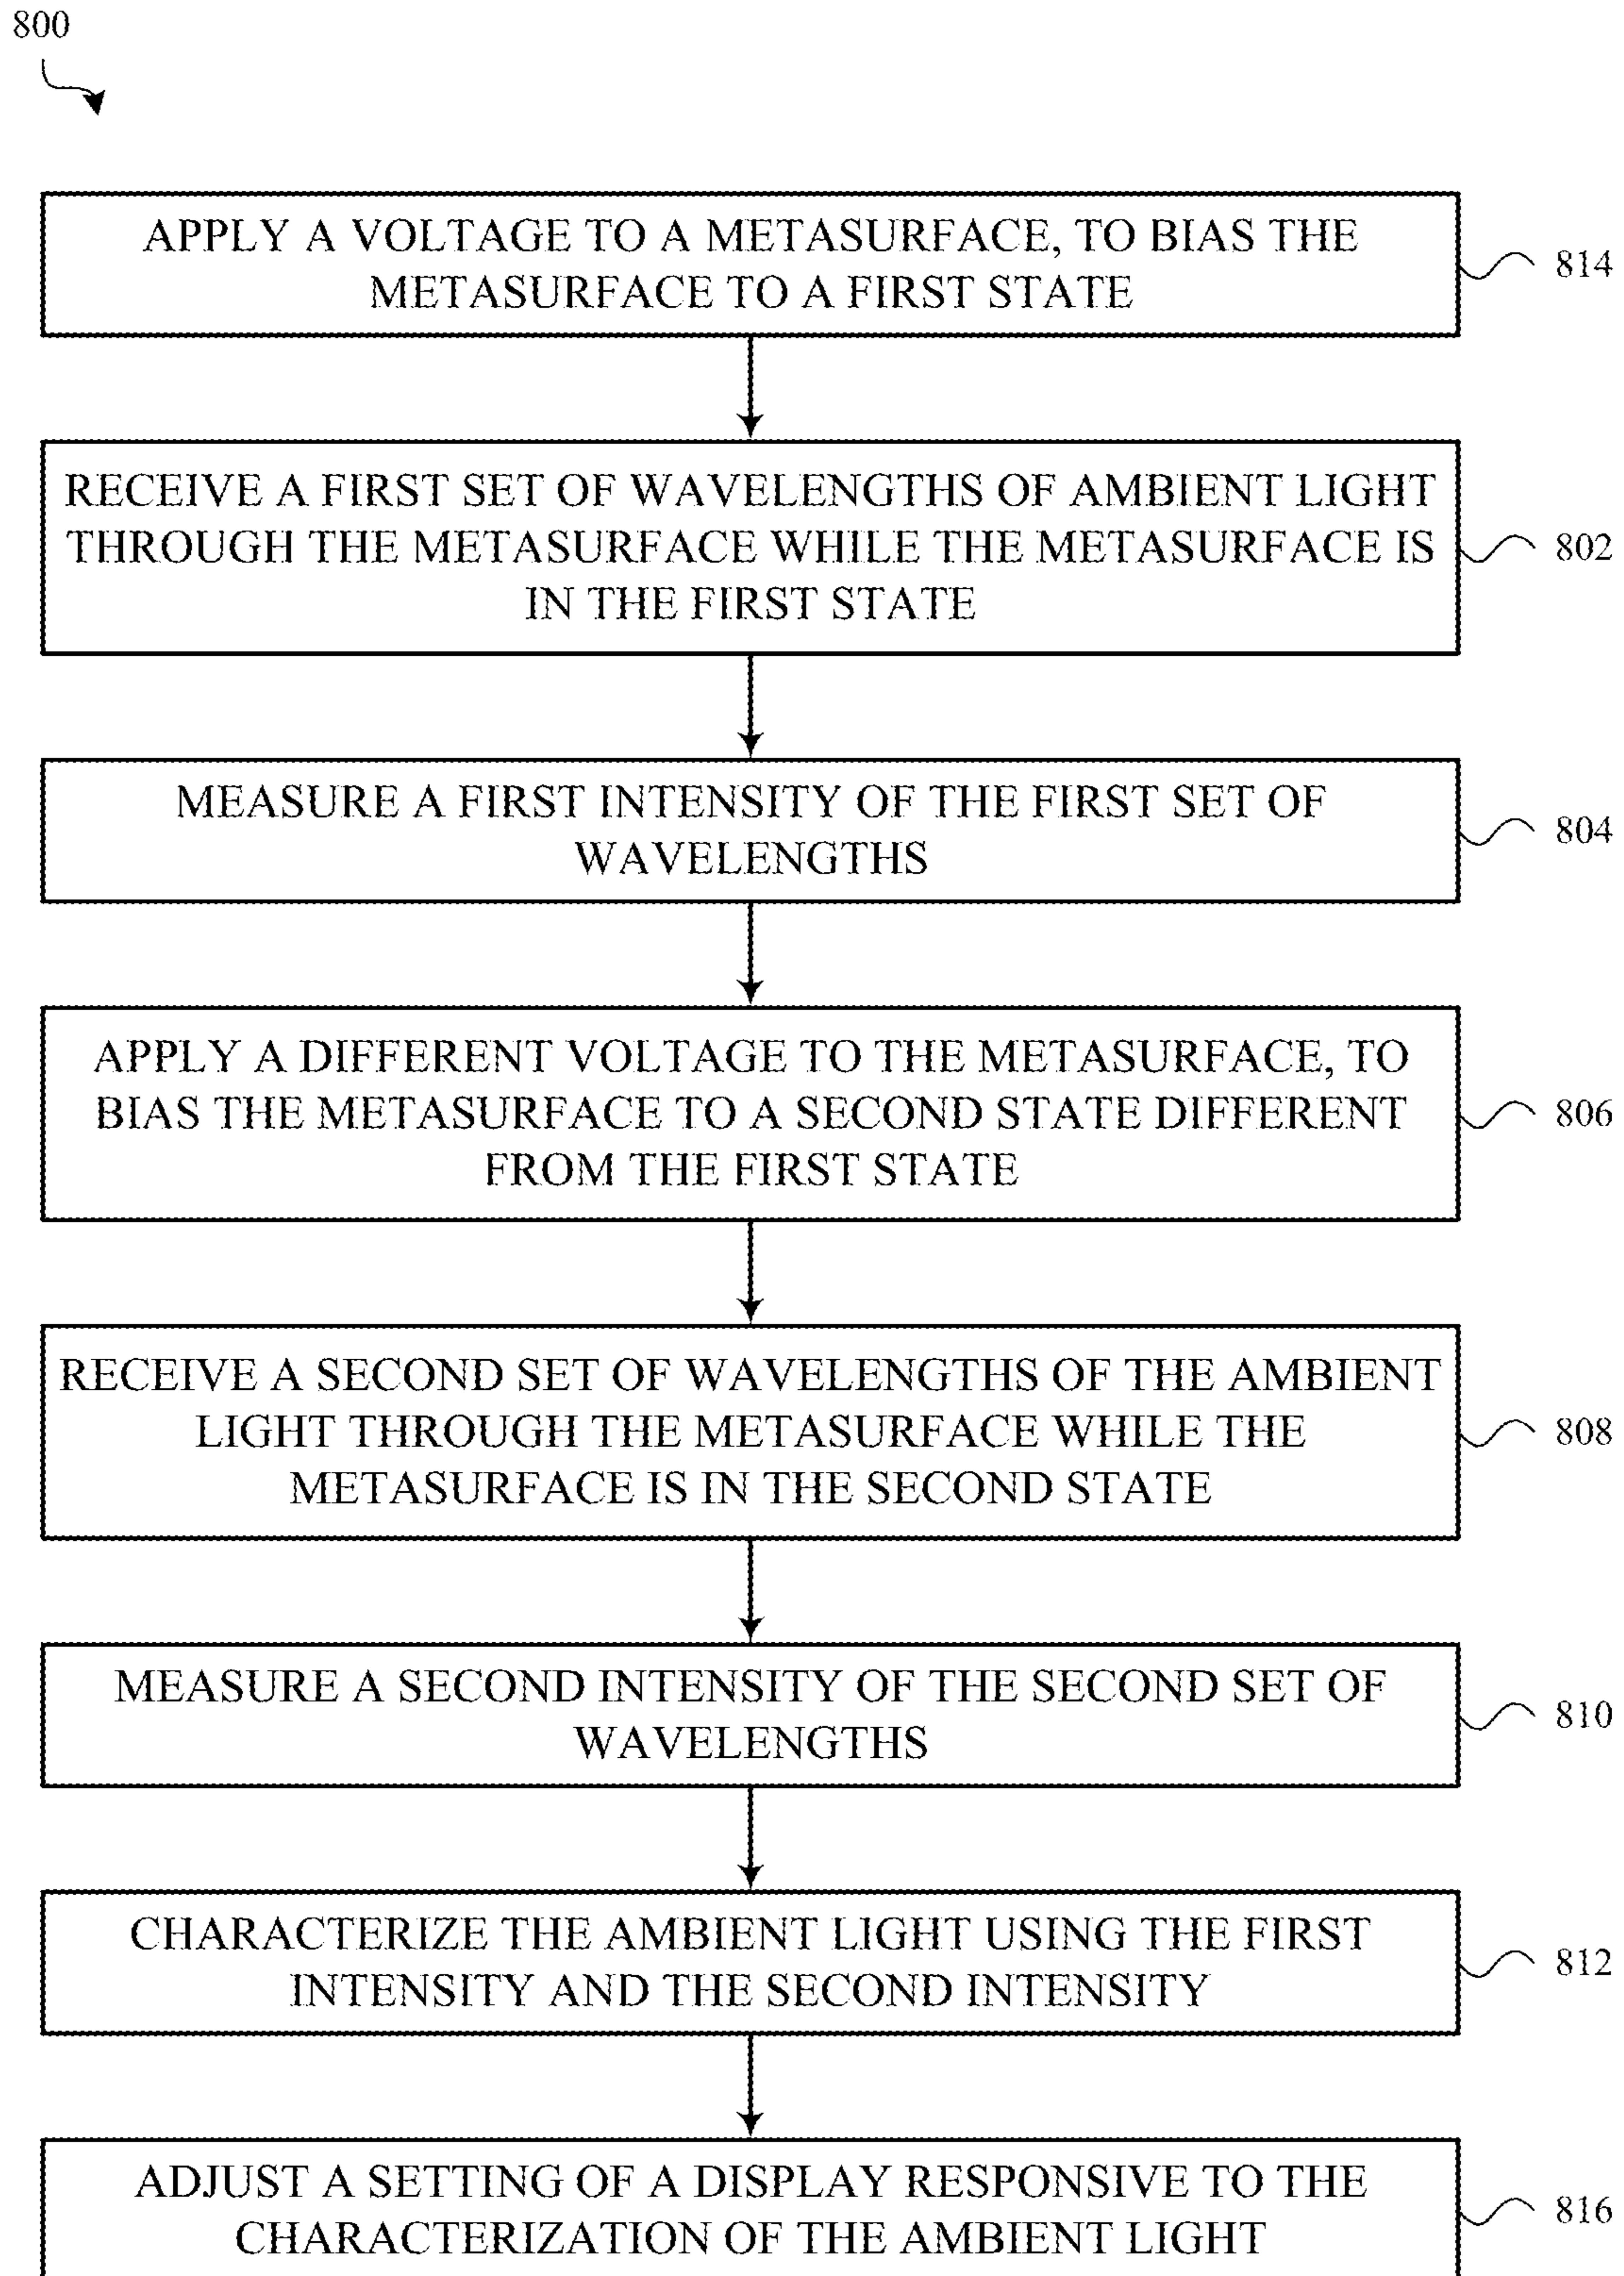 800
APPLY A VOLTAGE TO A METASURFACE, TO BIAS THE
METASURFACE TO A FIRST STATE
814
RECEIVE A FIRST SET OF WAVELENGTHS OF AMBIENT LIGHT
THROUGH THE METASURFACE WHILE THE METASURFACE IS
IN THE FIRST STATE
802
MEASURE A FIRST INTENSITY OF THE FIRST SET OF
WAVELENGTHS
804
APPLY A DIFFERENT VOLTAGE TO THE METASURFACE, TO
BIAS THE METASURFACE TO A SECOND STATE DIFFERENT
FROM THE FIRST STATE
806
RECEIVE A SECOND SET OF WAVELENGTHS OF THE AMBIENT
LIGHT THROUGH THE METASURFACE WHILE THE
METASURFACE IS IN THE SECOND STATE
808
MEASURE A SECOND INTENSITY OF THE SECOND SET OF
WAVELENGTHS
810
CHARACTERIZE THE AMBIENT LIGHT USING THE FIRST
INTENSITY AND THE SECOND INTENSITY
812
ADJUST A SETTING OF A DISPLAY RESPONSIVE TO THE
CHARACTERIZATION OF THE AMBIENT LIGHT
816